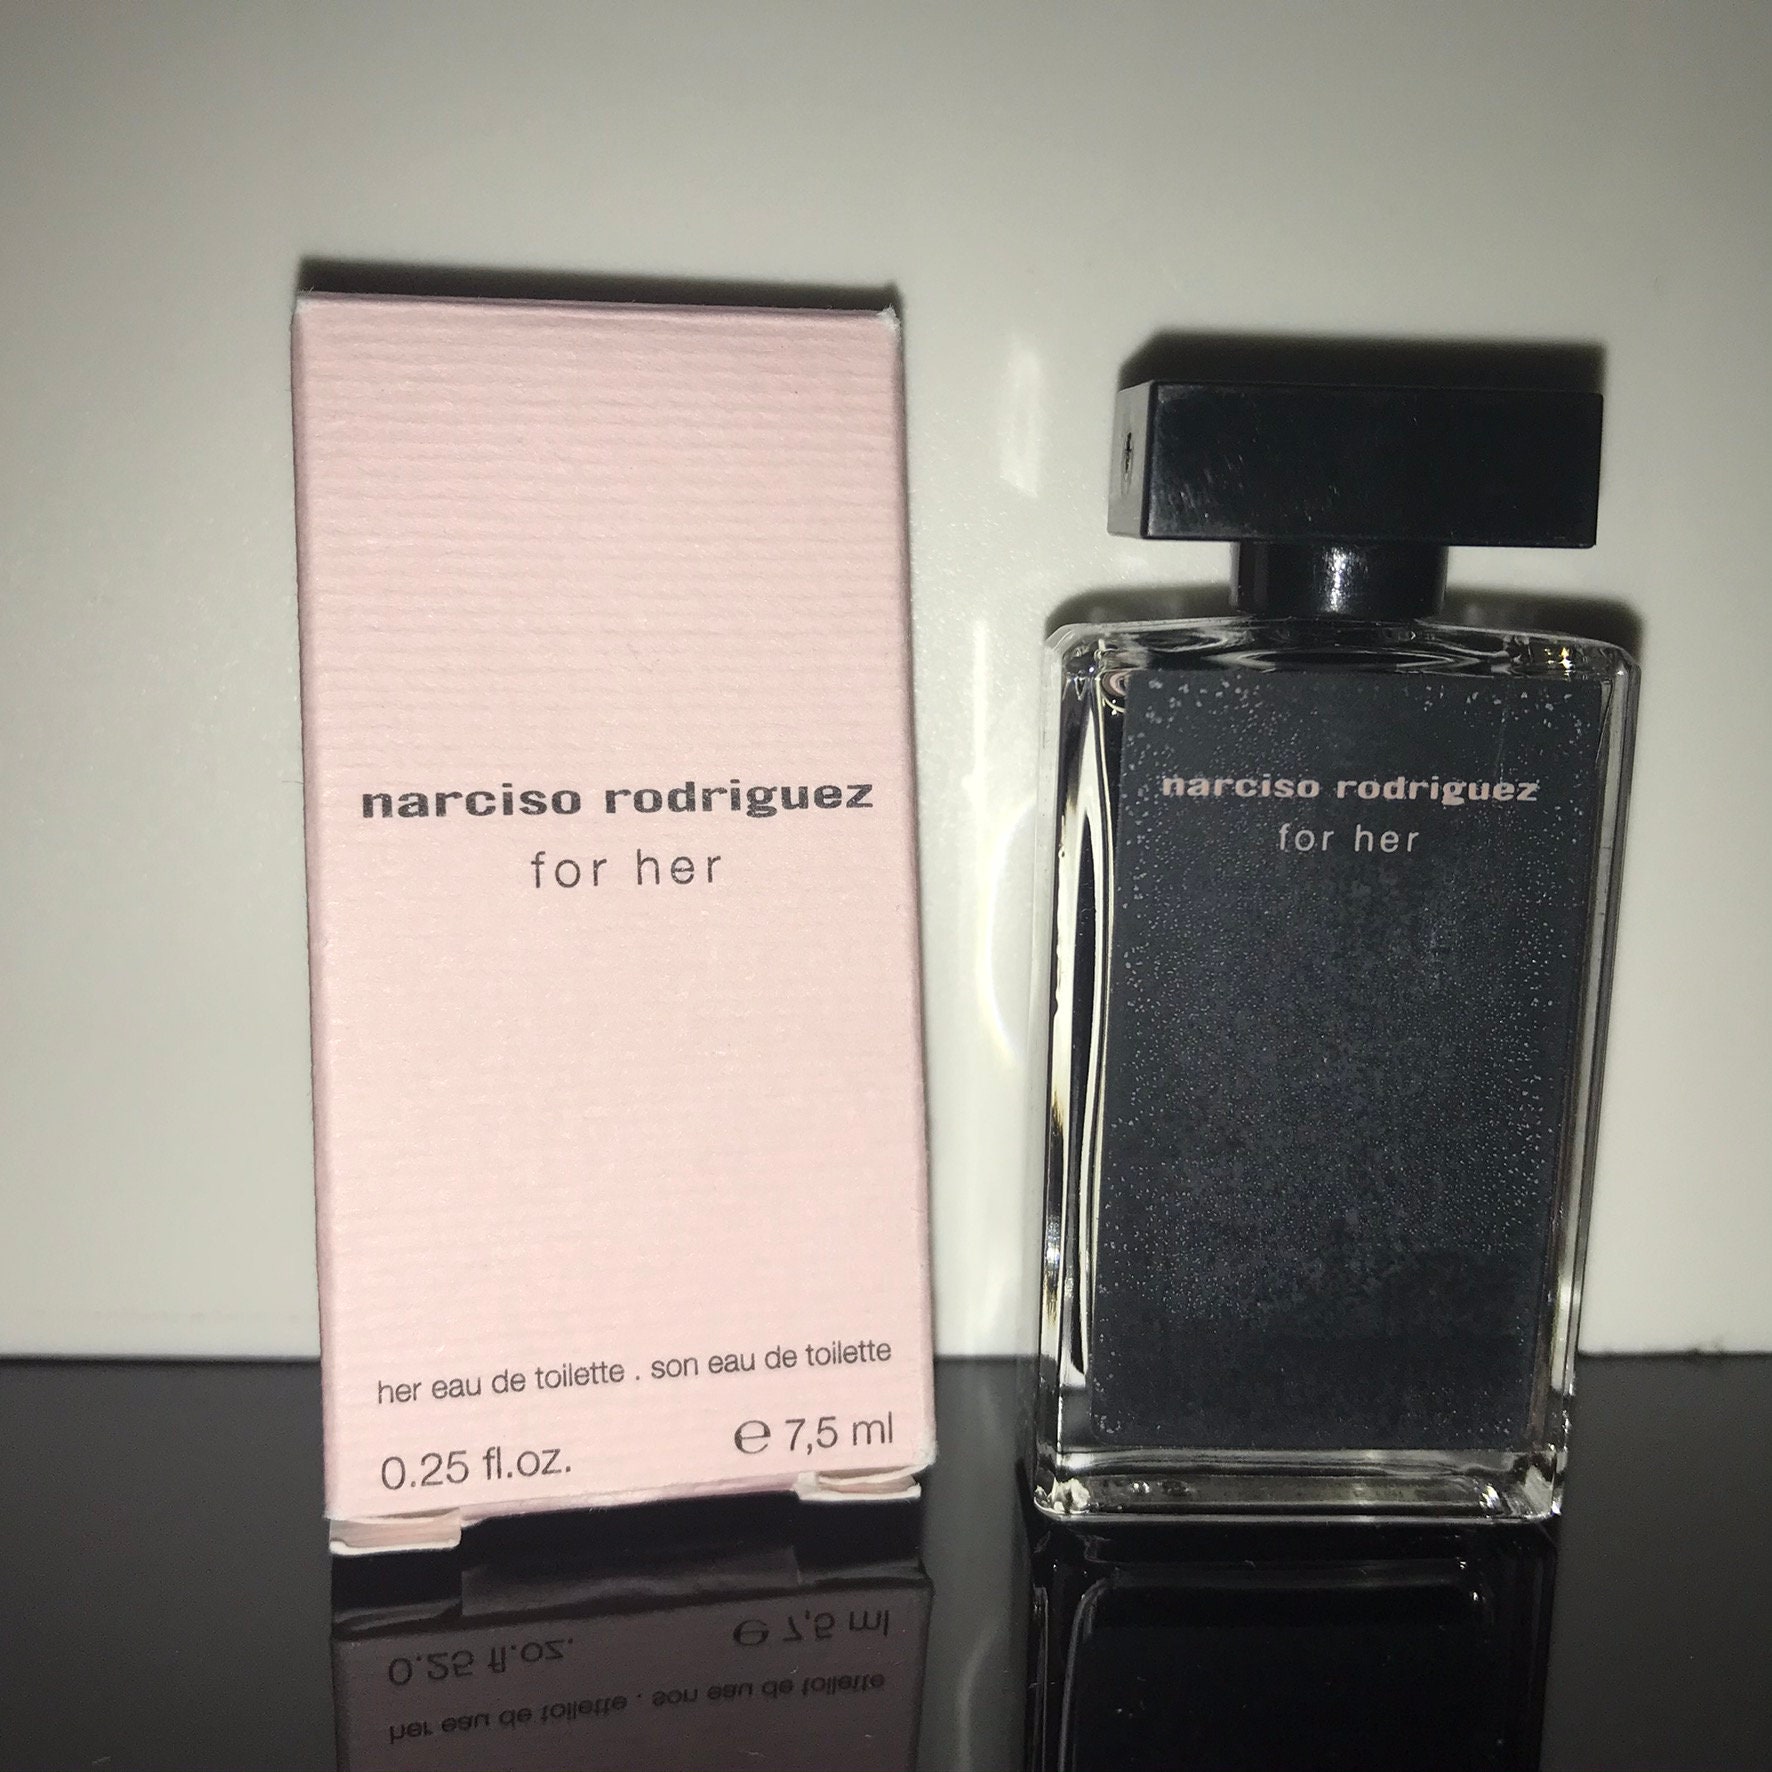 narciso rodriguez
for her
her eau de toilette . son eau de toilette
0.25 fl.oz. ℮ 7,5 ml
narciso rodriguez
for her